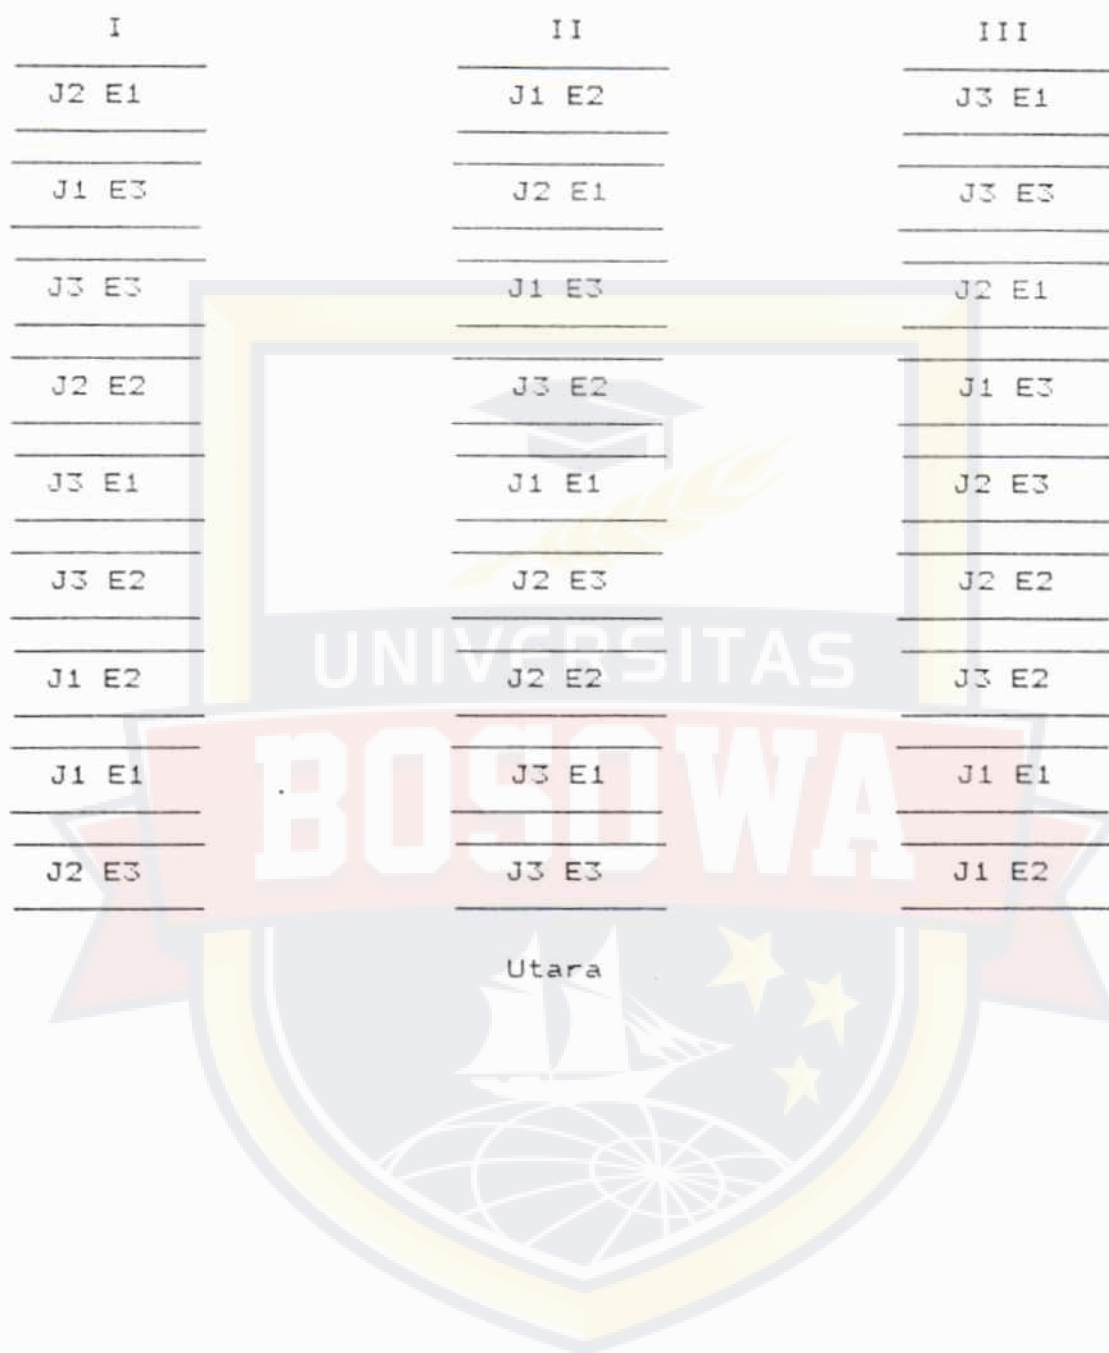 I II III
J2 E1 J1 E2 J3 E1
J1 E3 J2 E1 J3 E3
J3 E3 J1 E3 J2 E1
J2 E2 J3 E2 J1 E3
J3 E1 J1 E1 J2 E3
J3 E2 J2 E3 J2 E2
J1 E2 J2 E2 J3 E2
J1 E1 J3 E1 J1 E1
J2 E3 J3 E3 J1 E2
Utara
UNIVERSITAS
BOSOWA